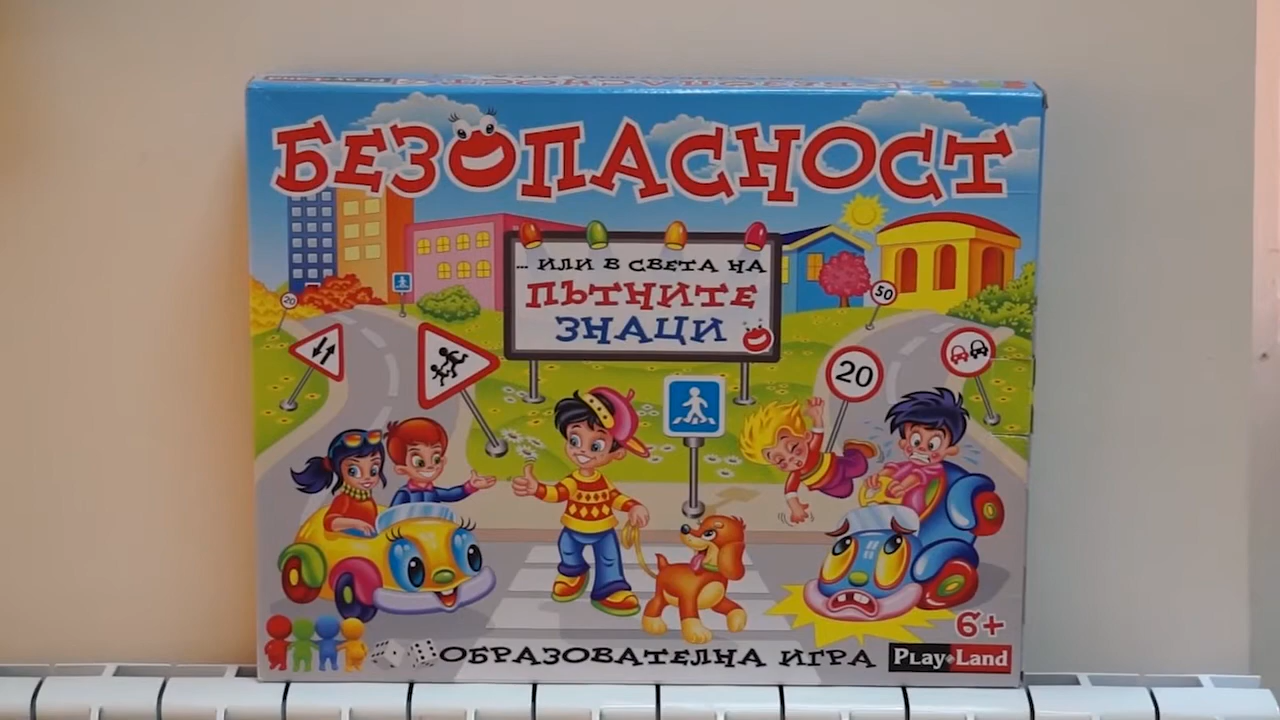 БЕЗОПАСНОСТ
... ИЛИ В СВЕТА НА
ПЪТНИТЕ
ЗНАЦИ
20
50
20
6+
ОБРАЗОВАТЕЛНА ИГРА
Play Land